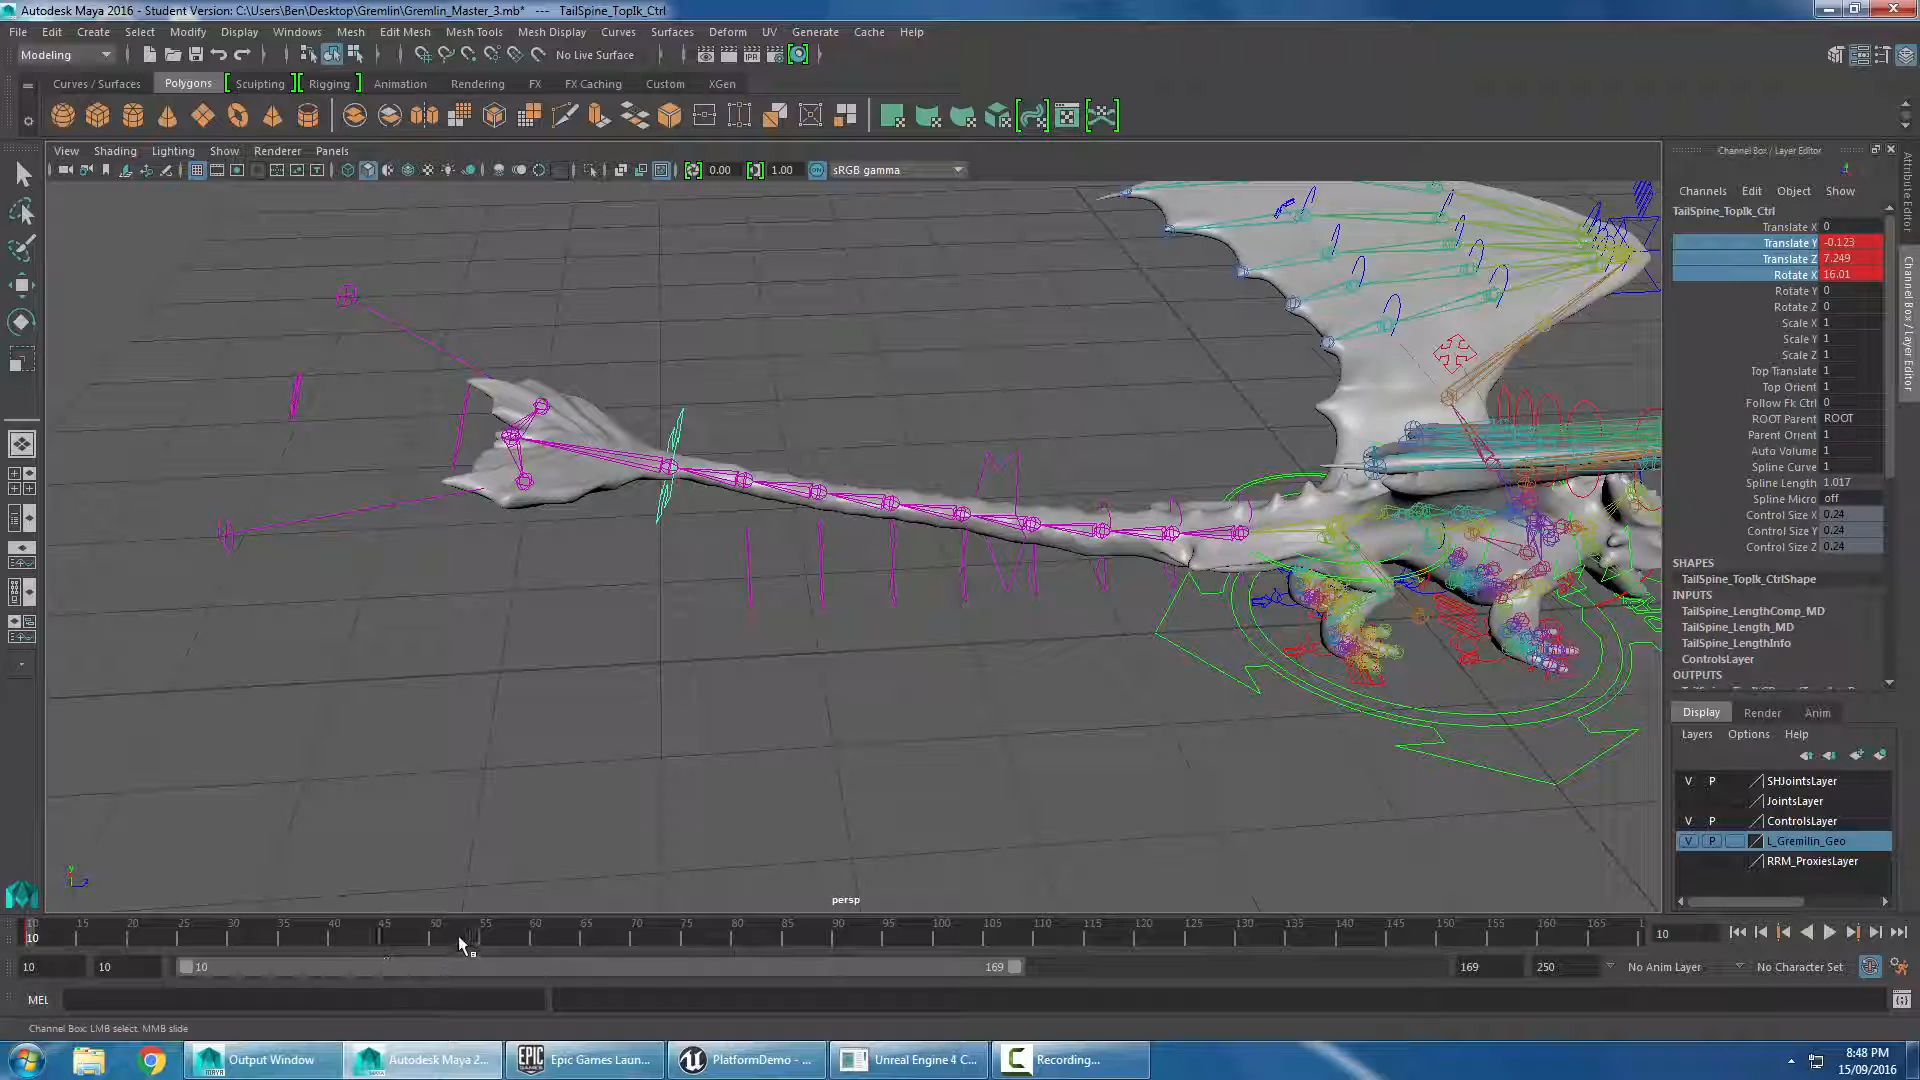 Autodesk Maya 2016 - Student Version: C:\Users\Ben\Desktop\Gremlin\Gremlin_Master_3.mb*   ---   TailSpine_TopIk_Ctrl
File Edit Create Select Modify Display Windows Mesh Edit Mesh Mesh Tools Mesh Display Curves Surfaces Deform UV Generate Cache Help
Modeling No Live Surface
Curves / Surfaces Polygons Sculpting Rigging Animation Rendering FX FX Caching Custom XGen
View Shading Lighting Show Renderer Panels
0.00 1.00 sRGB gamma
persp
Channel Box / Layer Editor
Channels Edit Object Show
TailSpine_TopIk_Ctrl
Translate X 0
Translate Y -0.123
Translate Z 7.249
Rotate X 16.01
Rotate Y 0
Rotate Z 0
Scale X 1
Scale Y 1
Scale Z 1
Top Translate 1
Top Orient 1
Follow Fk Ctrl 0
ROOT Parent ROOT
Parent Orient 1
Auto Volume 1
Spline Curve 1
Spline Length 1.017
Spline Micro off
Control Size X 0.24
Control Size Y 0.24
Control Size Z 0.24
SHAPES
TailSpine_TopIk_CtrlShape
INPUTS
TailSpine_LengthComp_MD
TailSpine_Length_MD
TailSpine_LengthInfo
ControlsLayer
OUTPUTS
Attribute Editor
Channel Box / Layer Editor
Display Render Anim
Layers Options Help
V P SHJointsLayer
JointsLayer
V P ControlsLayer
V P L_Gremilin_Geo
RRM_ProxiesLayer
10 15 20 25 30 35 40 45 50 55 60 65 70 75 80 85 90 95 100 105 110 115 120 125 130 135 140 145 150 155 160 165 1
10 10
10 10 10 169 169 250 No Anim Layer No Character Set
MEL
Channel Box: LMB select, MMB slide
Output Window Autodesk Maya 2... Epic Games Laun... PlatformDemo - ... Unreal Engine 4 C... Recording...
8:48 PM
15/09/2016